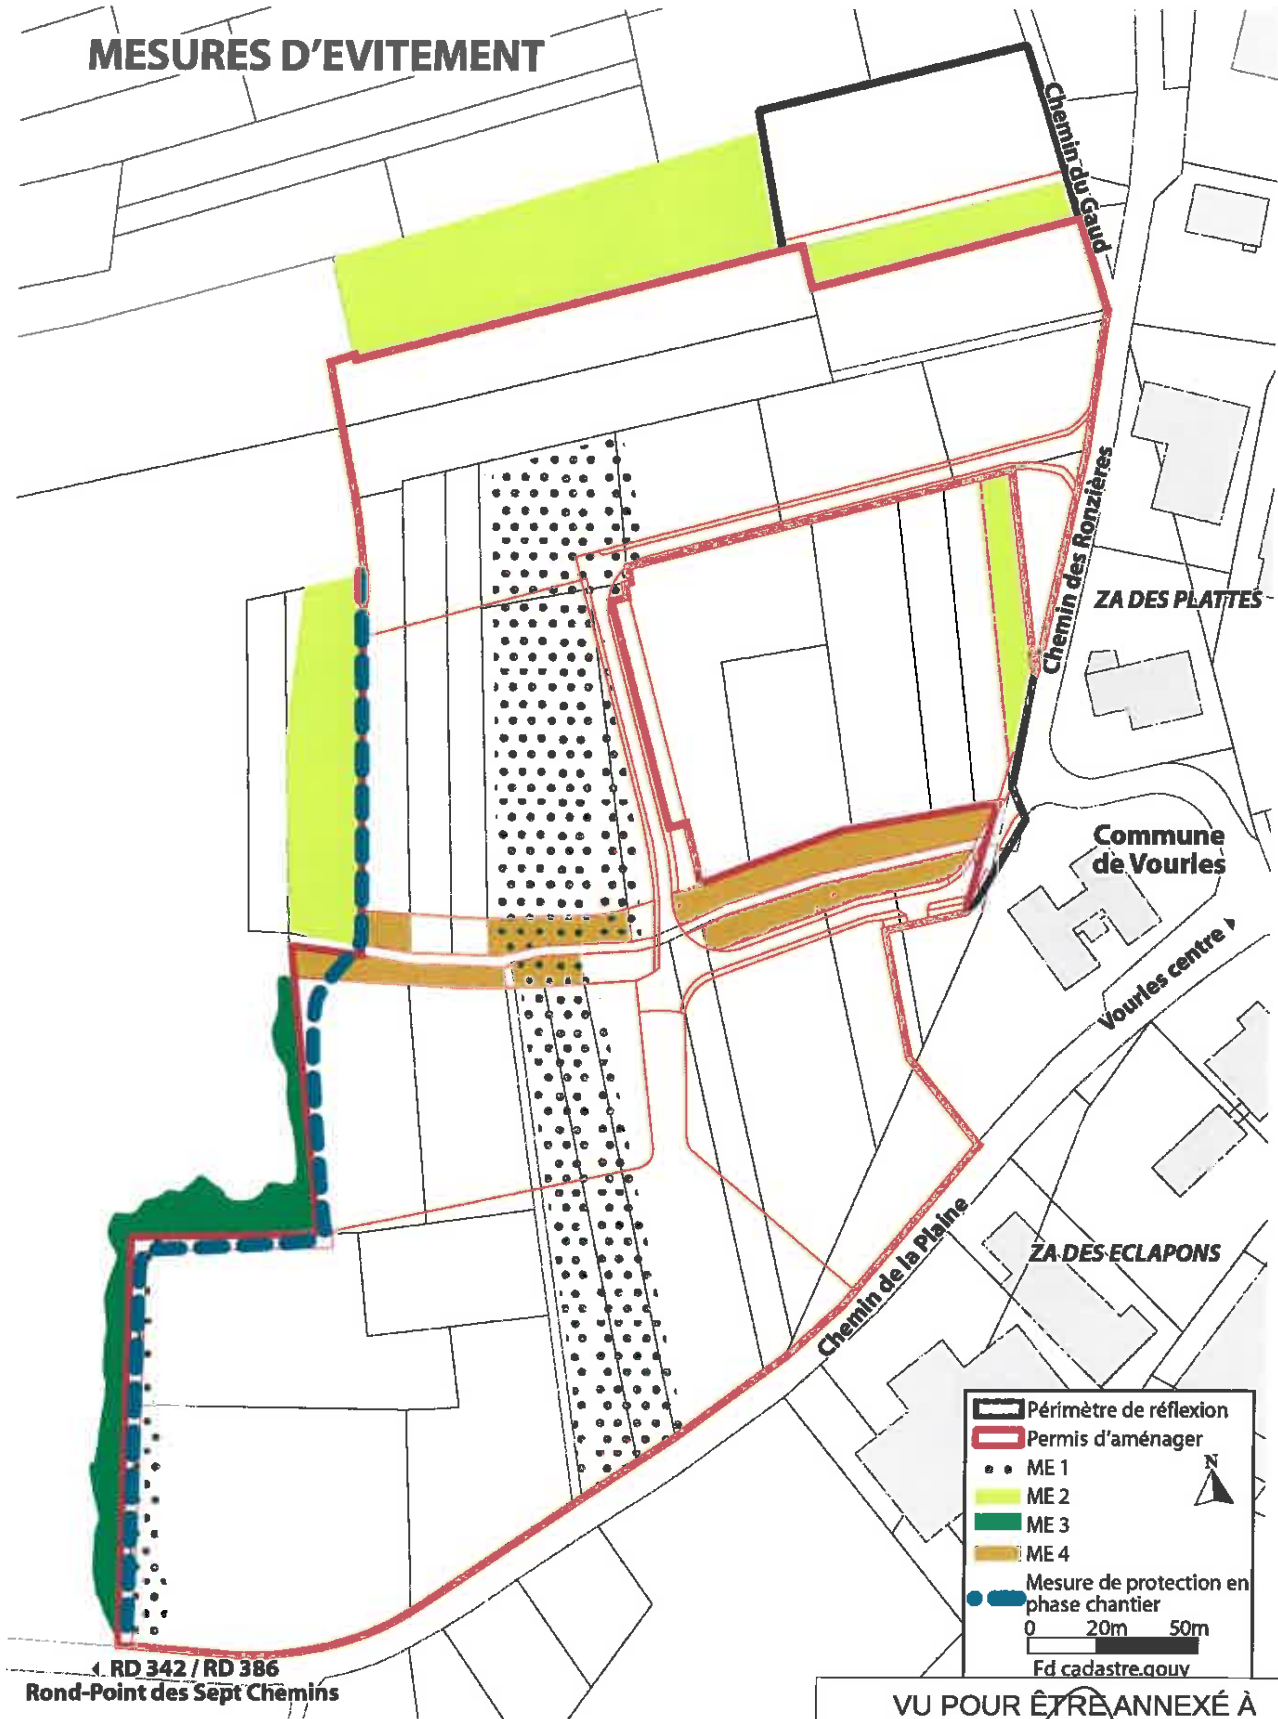 MESURES D'EVITEMENT
Chemin du Gaud
Chemin des Ronzières
ZA DES PLATTES
Commune
de Vourles
Vourles centre
Chemin de la Plaine
ZA DES ECLAPONS
Périmètre de réflexion
Permis d'aménager
N
ME 1
ME 2
ME 3
ME 4
Mesure de protection en
phase chantier
0 20m 50m
Fd cadastre.gouv
RD 342 / RD 386
Rond-Point des Sept Chemins
VU POUR ÊTRE ANNEXÉ À